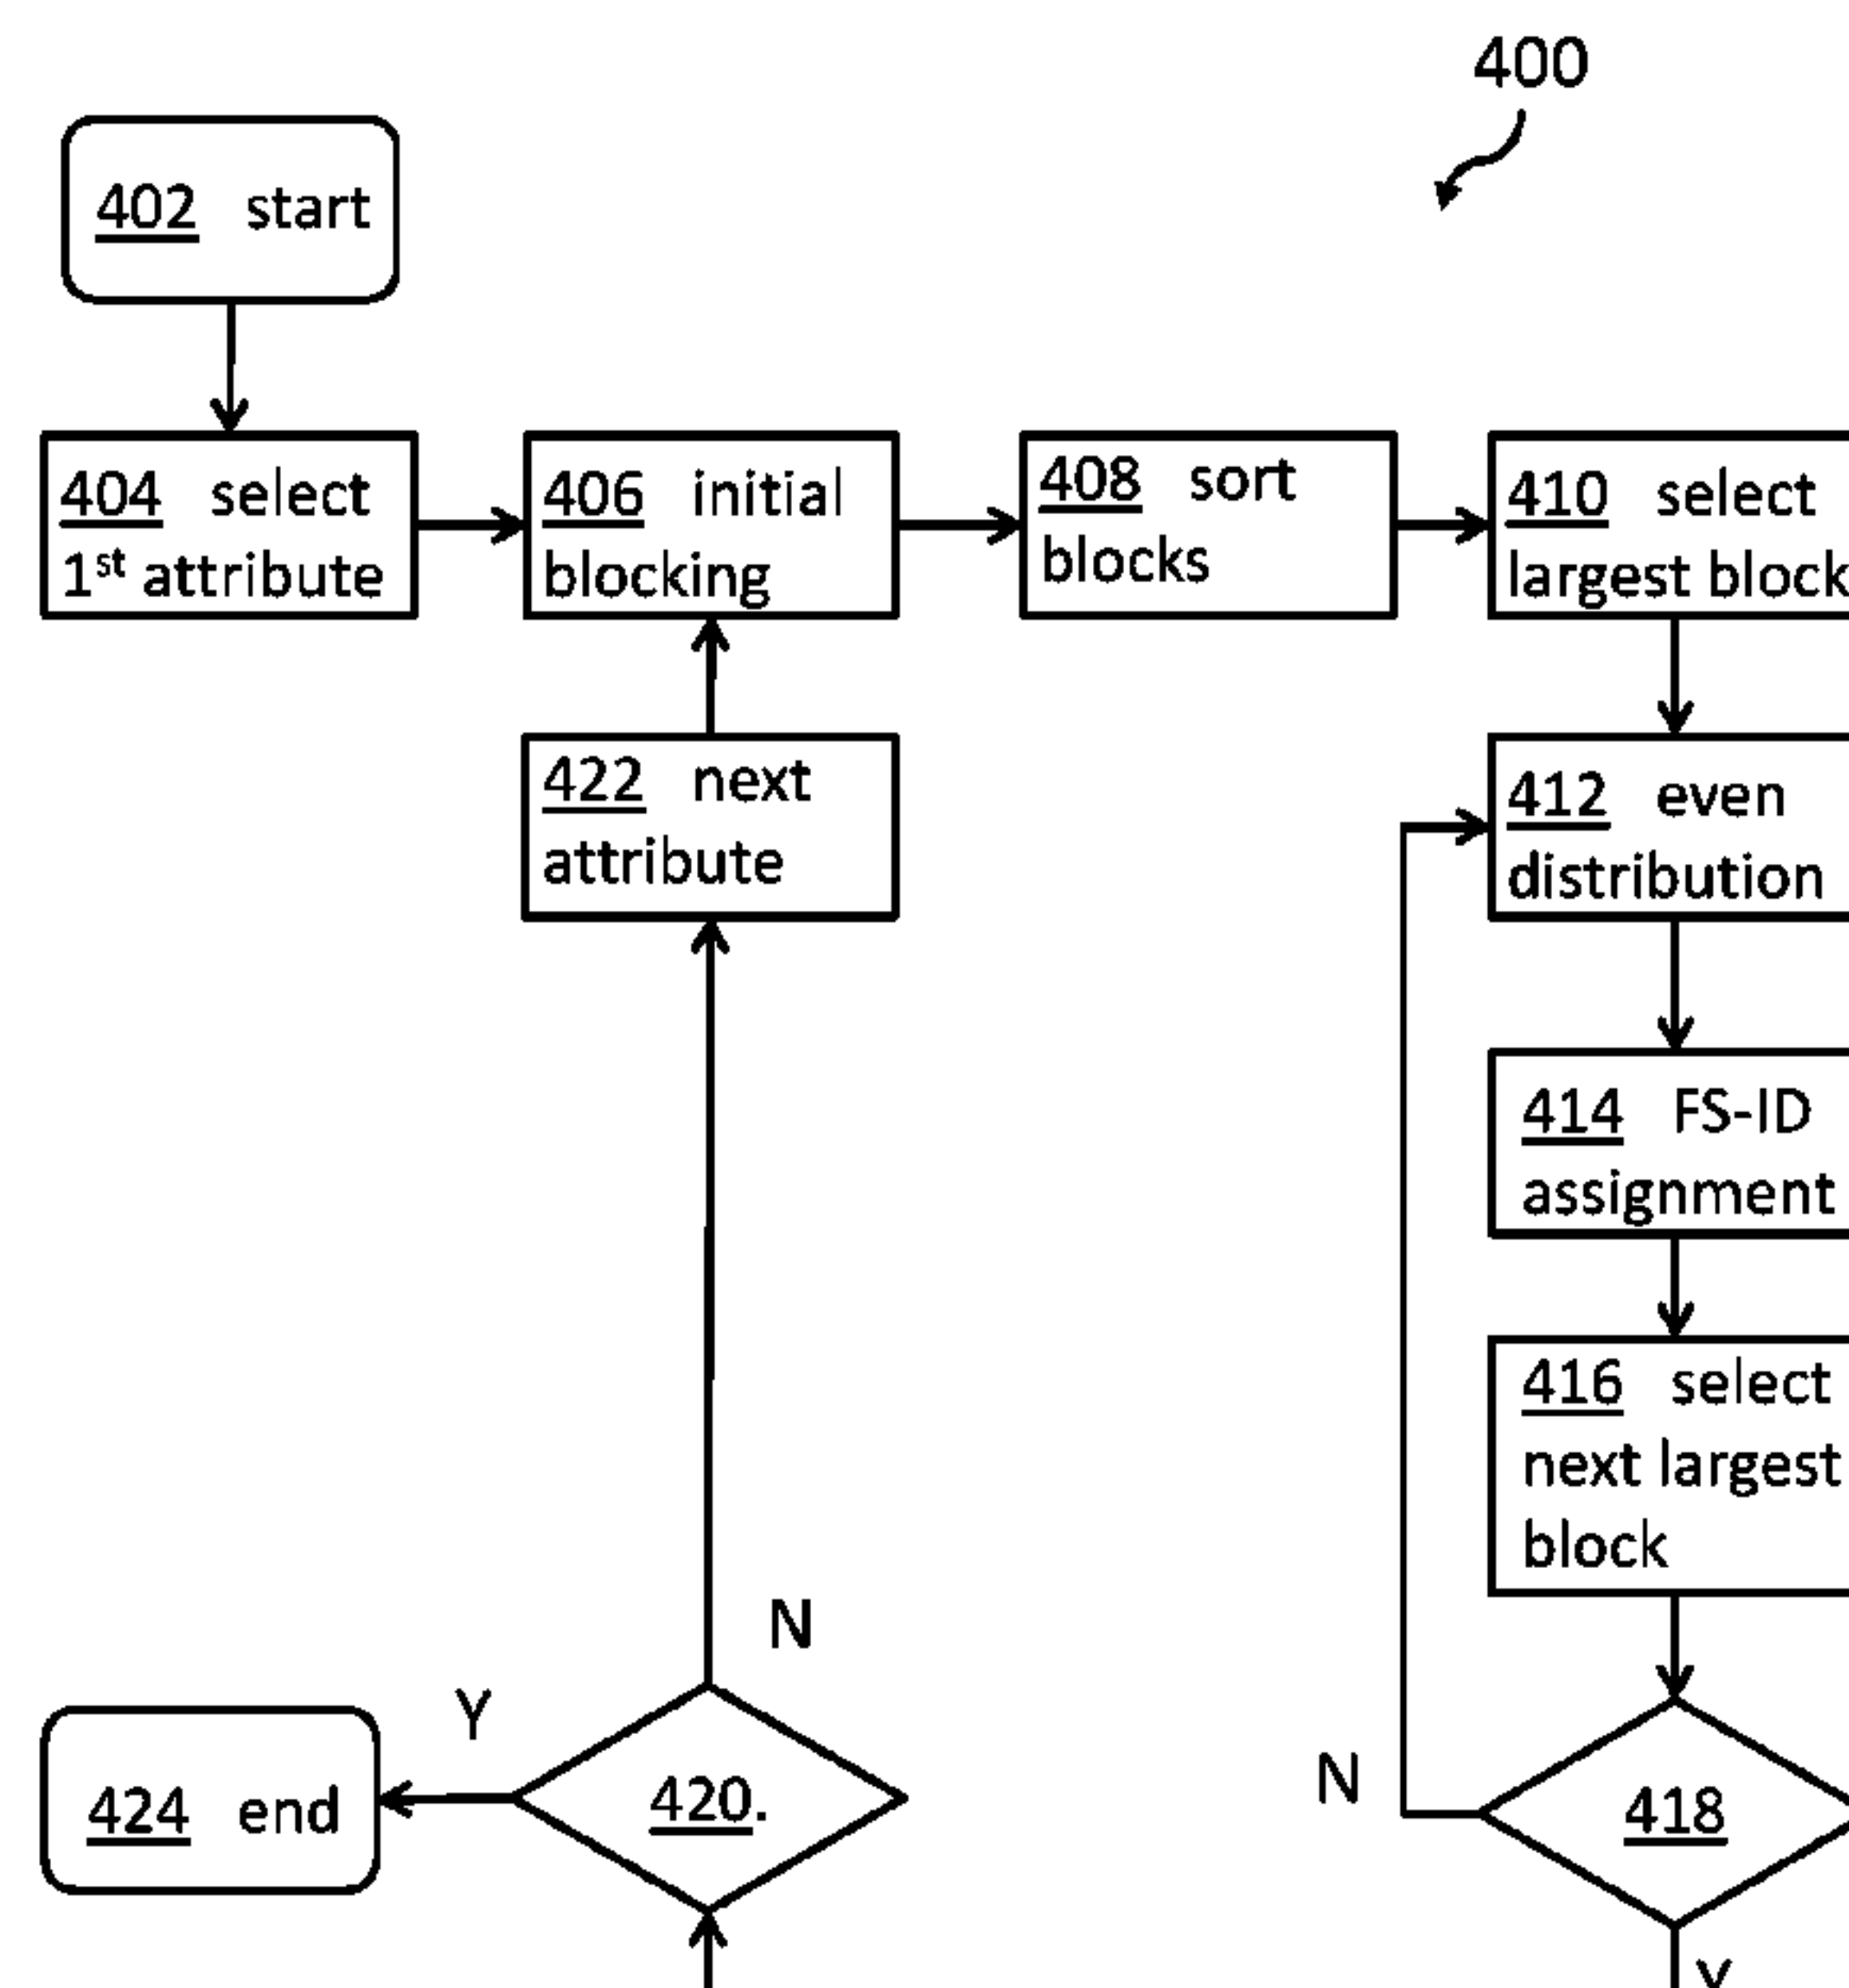 400
402 start
404 select
1st attribute
406 initial
blocking
408 sort
blocks
410 select
largest block
422 next
attribute
412 even
distribution
414 FS-ID
assignment
416 select
next largest
block
N
Y
424 end
420.
N
418
Y